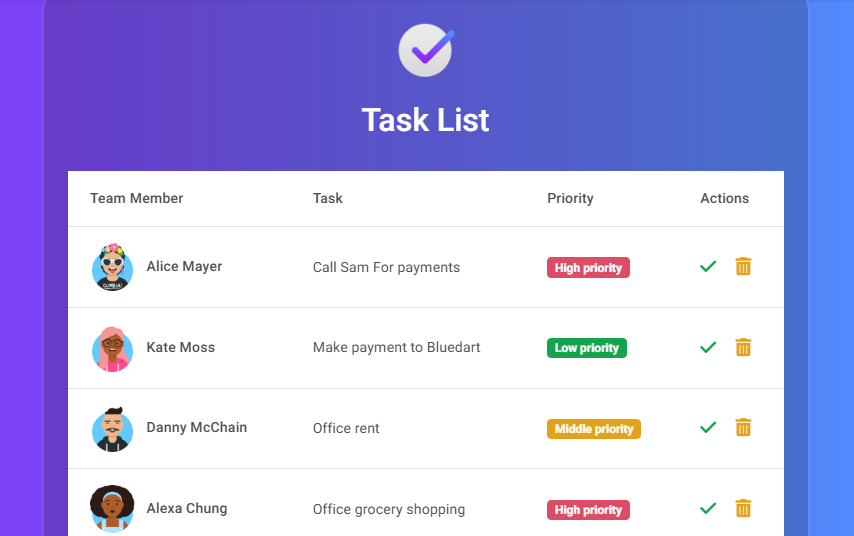 Task List
Team Member Task Priority Actions
Alice Mayer Call Sam For payments High priority
Kate Moss Make payment to Bluedart Low priority
Danny McChain Office rent Middle priority
Alexa Chung Office grocery shopping High priority